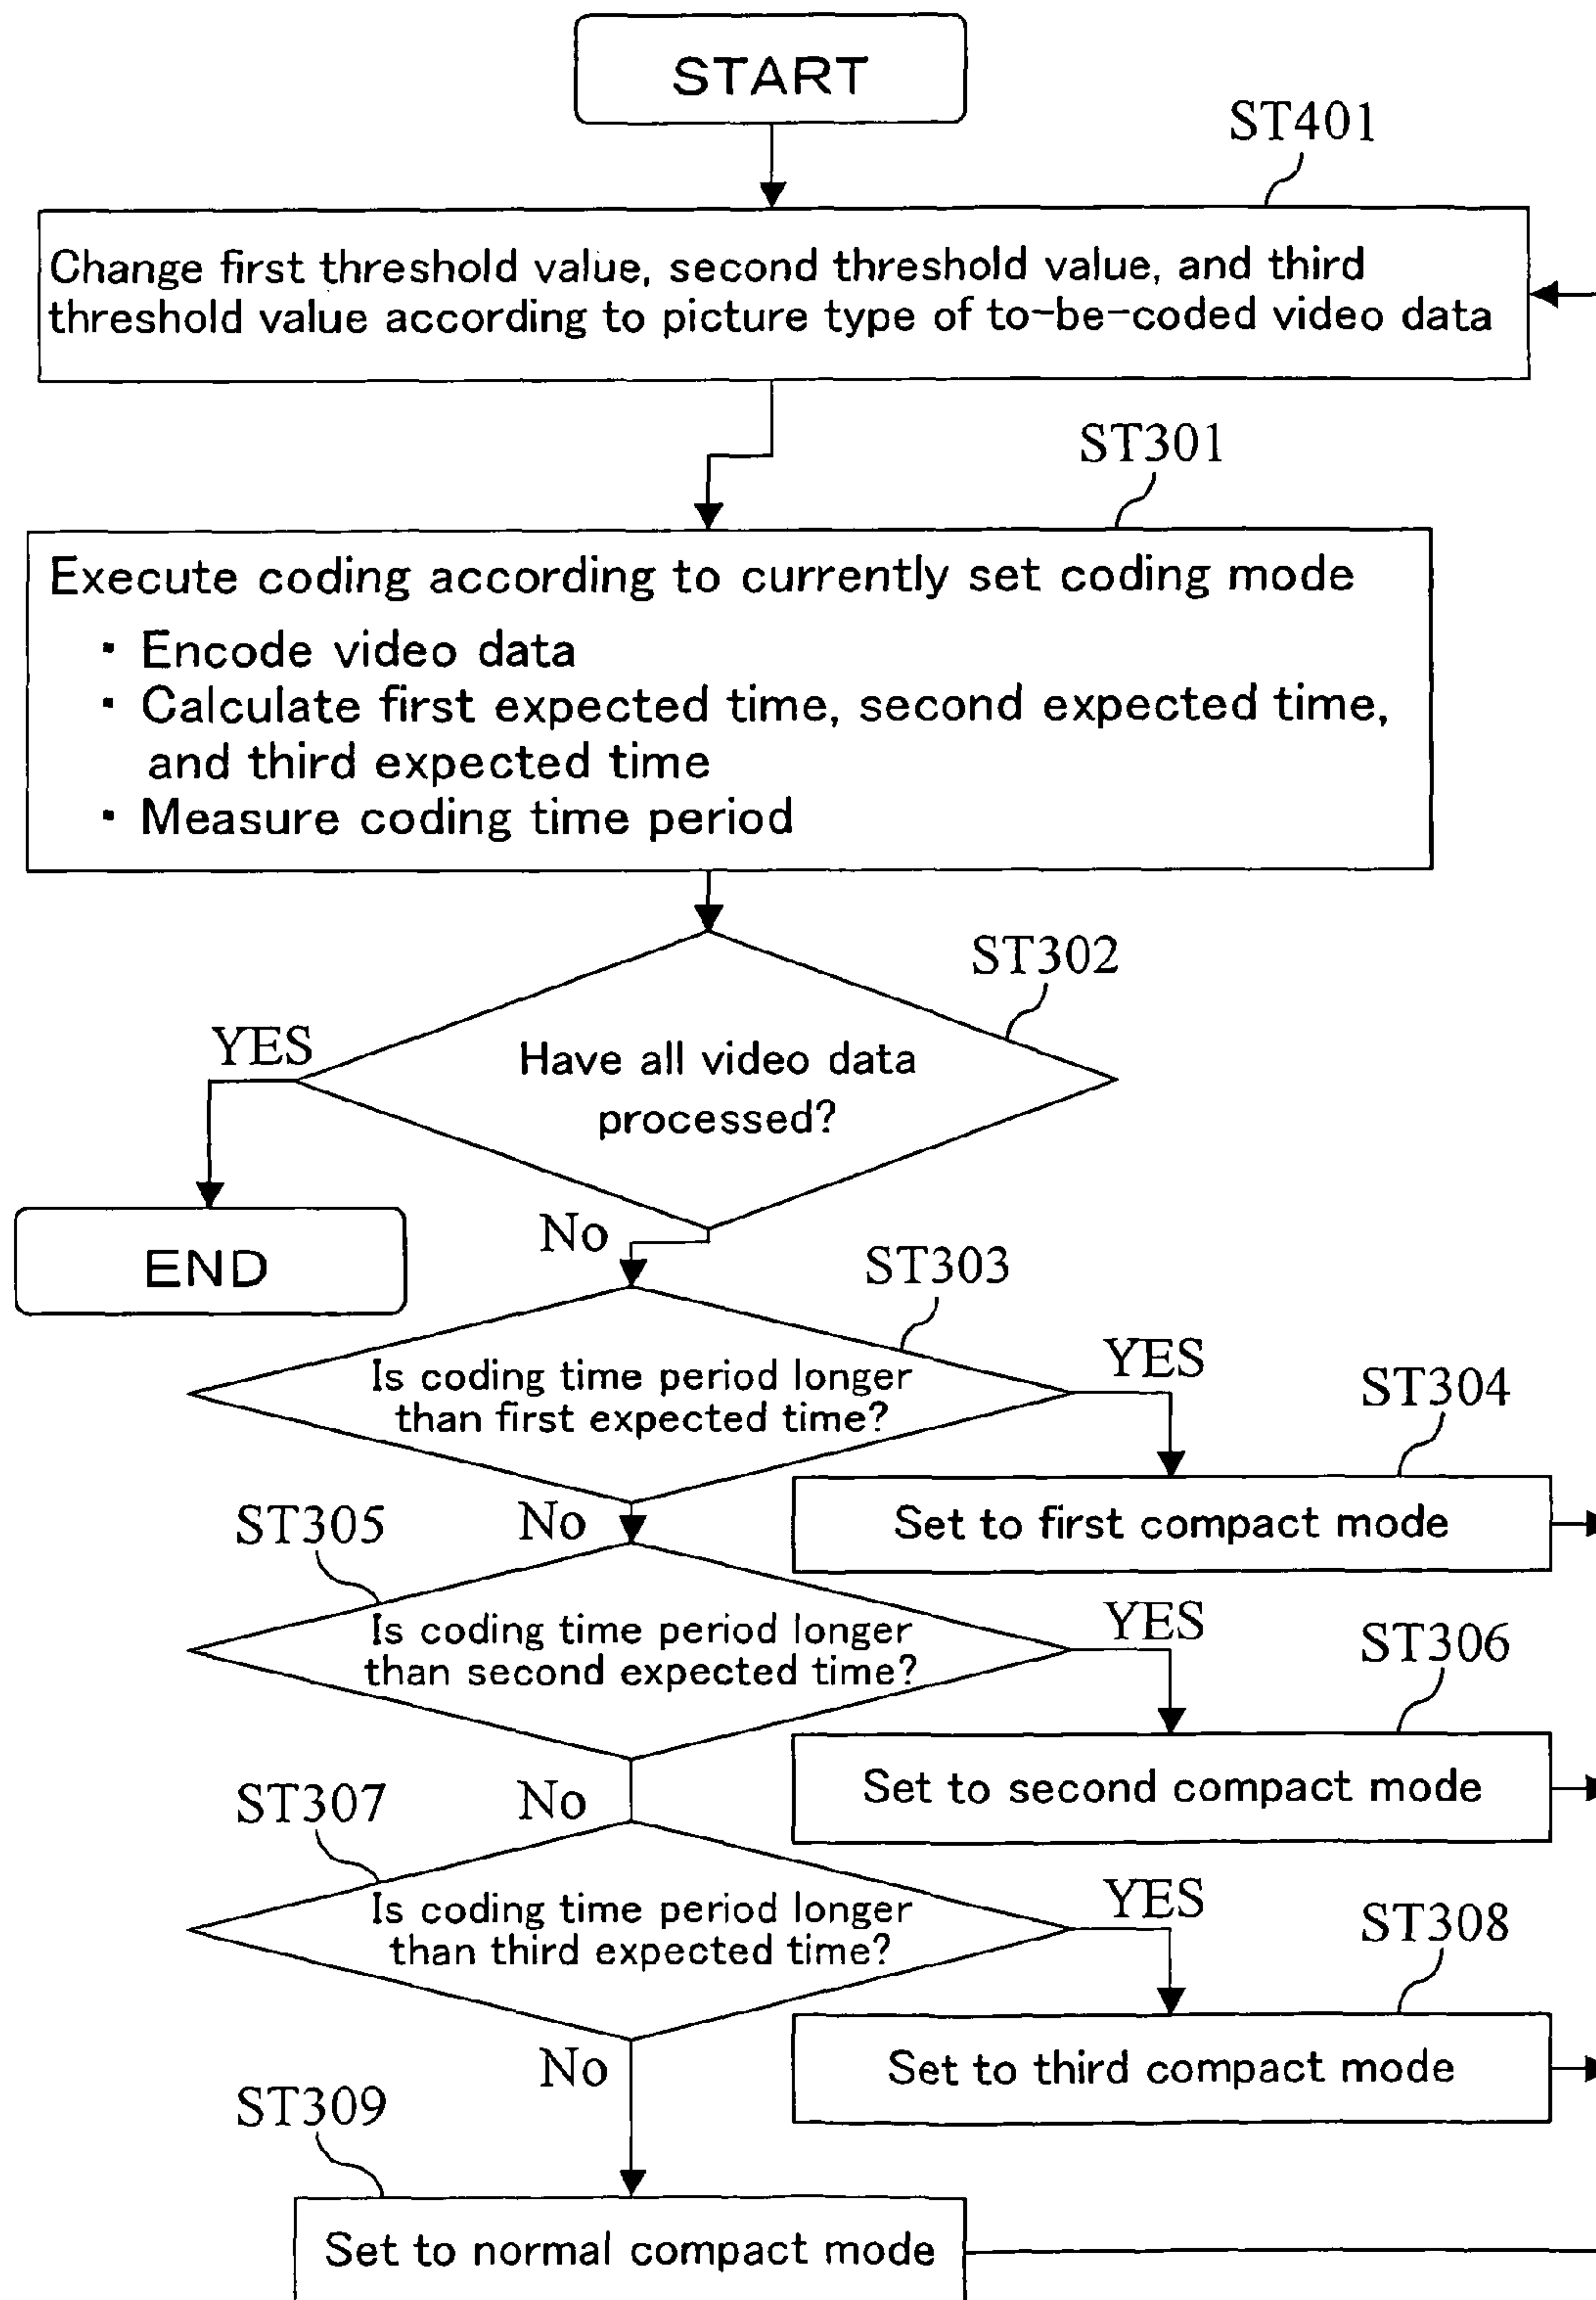 START
ST401
Change first threshold value, second threshold value, and third
threshold value according to picture type of to-be-coded video data
ST301
Execute coding according to currently set coding mode
・ Encode video data
・ Calculate first expected time, second expected time,
and third expected time
・ Measure coding time period
ST302
YES
Have all video data
processed?
END
No
ST303
Is coding time period longer
than first expected time?
YES
ST304
Set to first compact mode
No
ST305
Is coding time period longer
than second expected time?
YES
ST306
Set to second compact mode
No
ST307
Is coding time period longer
than third expected time?
YES
ST308
Set to third compact mode
No
ST309
Set to normal compact mode